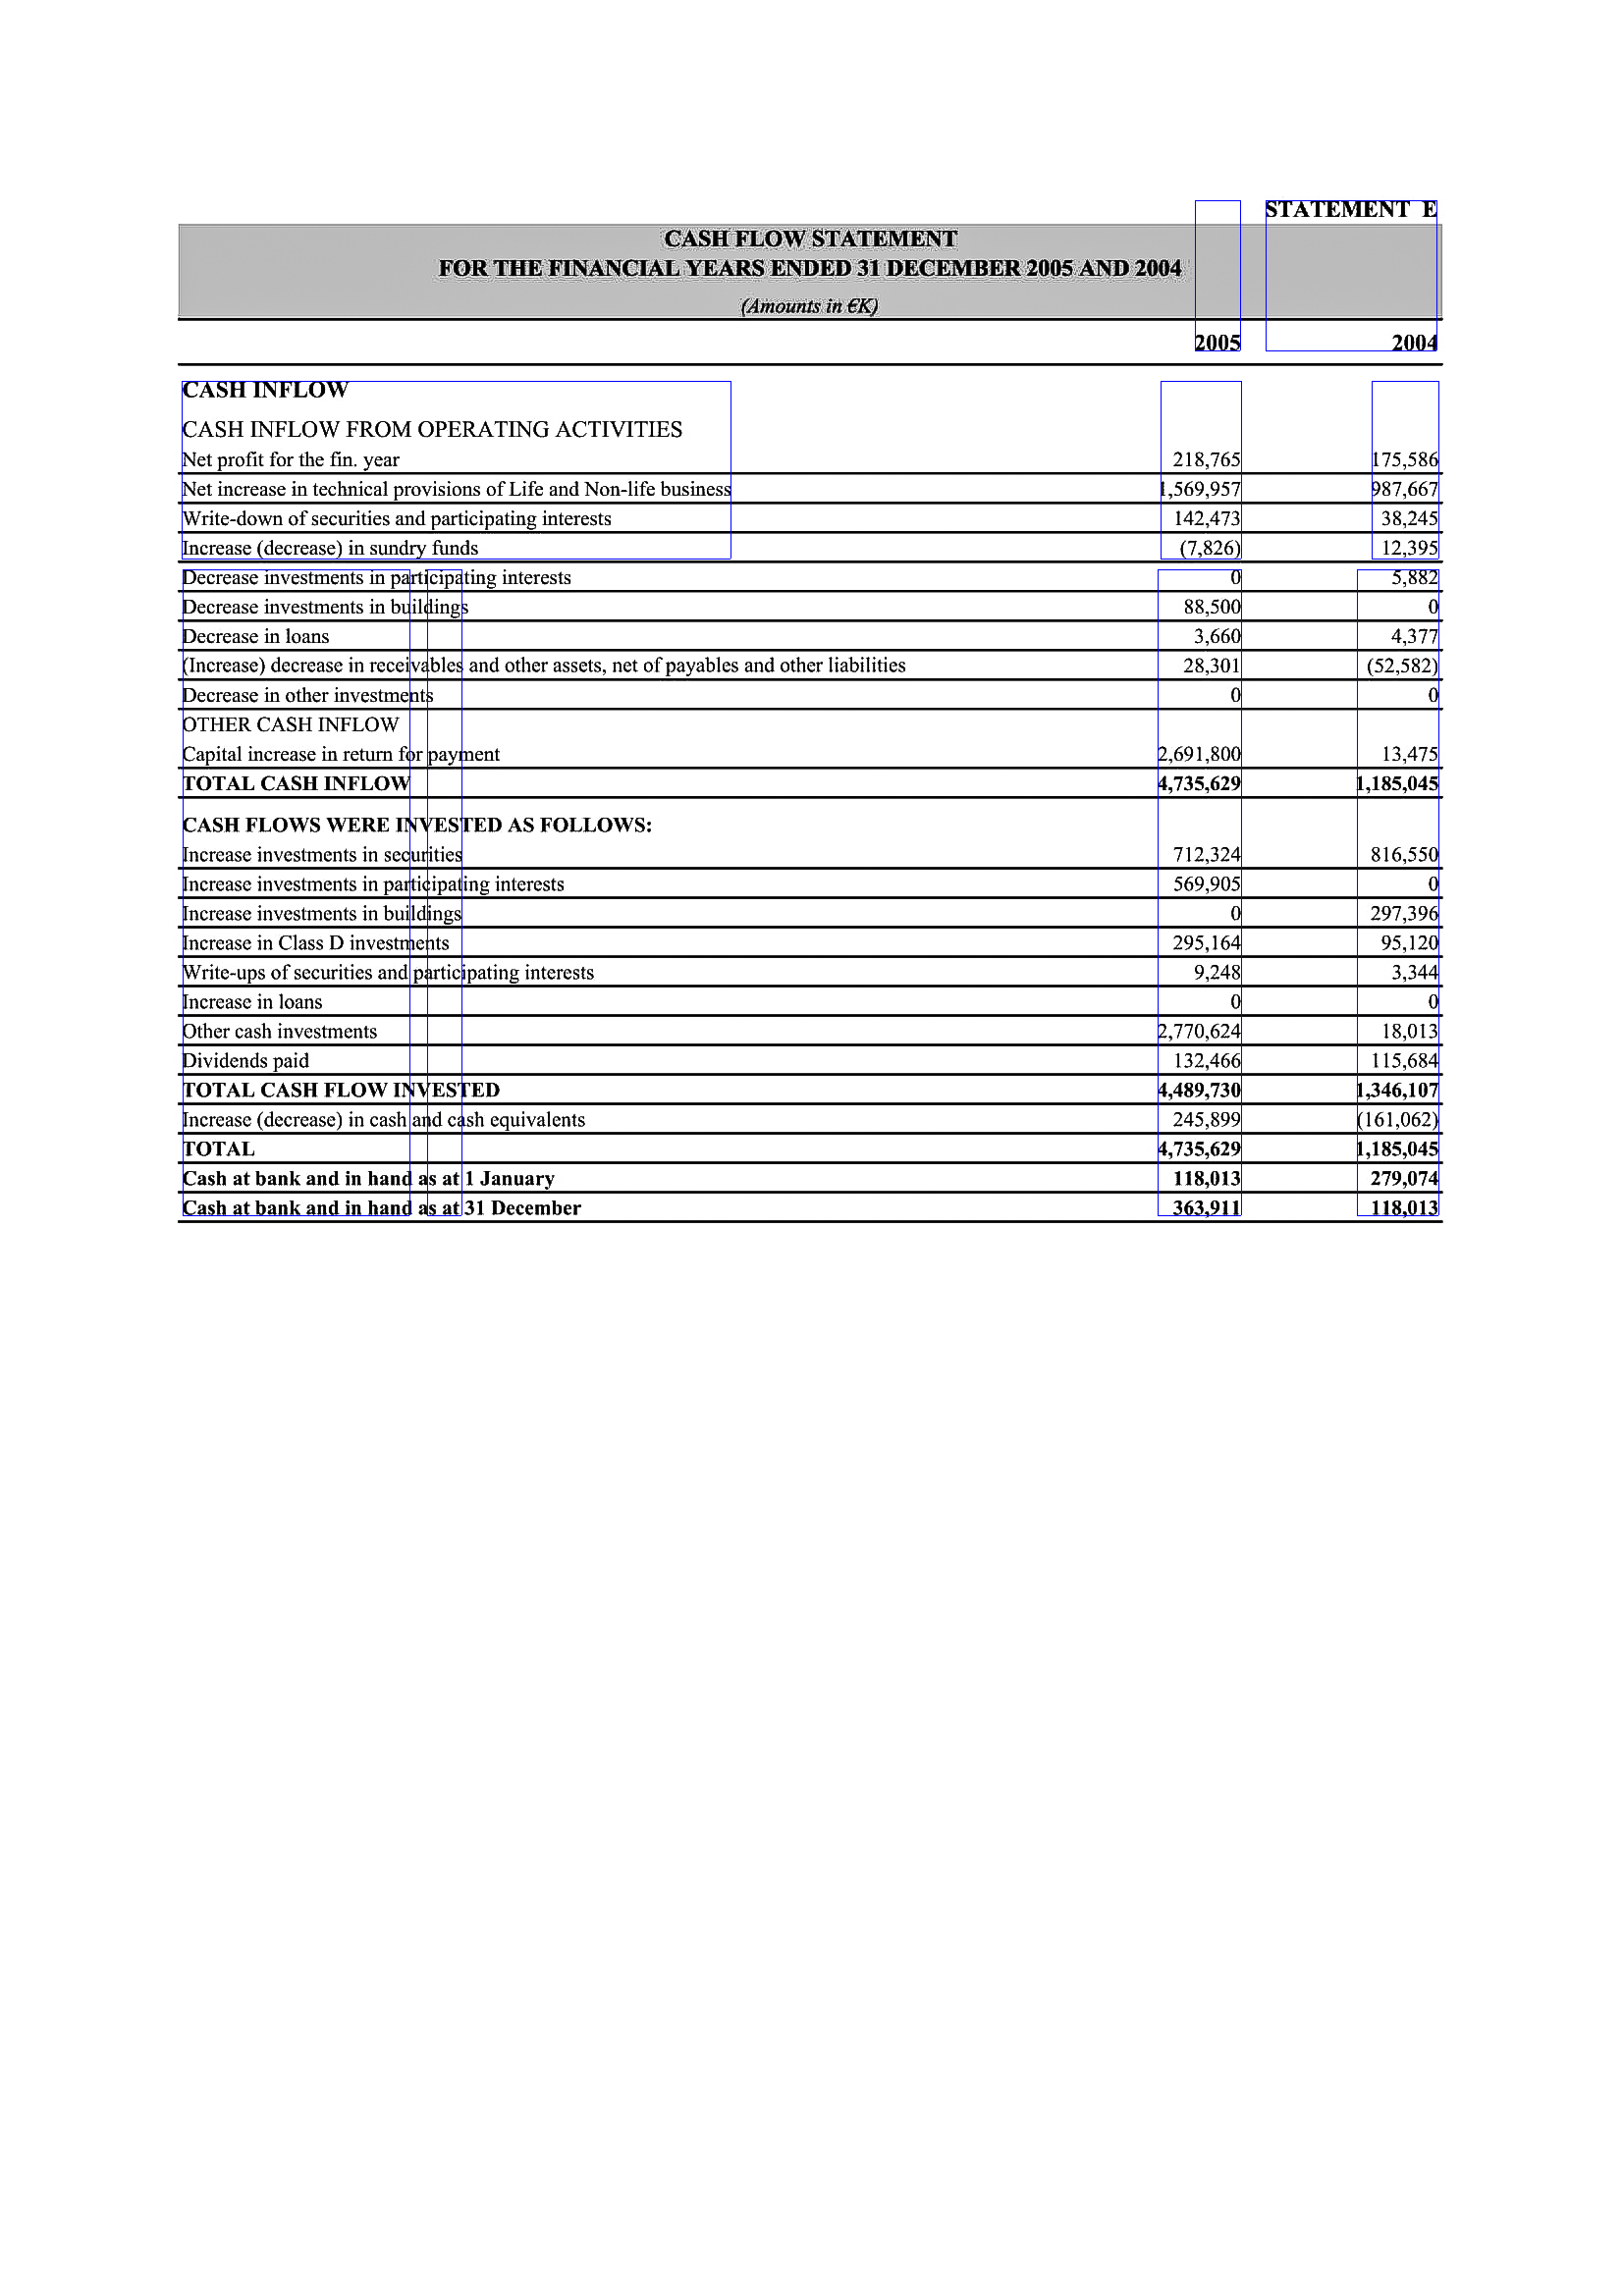 STATEMENT E
CASH FLOW STATEMENT
FOR THE FINANCIAL YEARS ENDED 31 DECEMBER 2005 AND 2004
(Amounts in €K)
2005 2004
CASH INFLOW
CASH INFLOW FROM OPERATING ACTIVITIES
Net profit for the fin. year 218,765 175,586
Net increase in technical provisions of Life and Non-life business 1,569,957 987,667
Write-down of securities and participating interests 142,473 38,245
Increase (decrease) in sundry funds (7,826) 12,395
Decrease investments in participating interests 0 5,882
Decrease investments in buildings 88,500 0
Decrease in loans 3,660 4,377
(Increase) decrease in receivables and other assets, net of payables and other liabilities 28,301 (52,582)
Decrease in other investments 0 0
OTHER CASH INFLOW
Capital increase in return for payment 2,691,800 13,475
TOTAL CASH INFLOW 4,735,629 1,185,045
CASH FLOWS WERE INVESTED AS FOLLOWS:
Increase investments in securities 712,324 816,550
Increase investments in participating interests 569,905 0
Increase investments in buildings 0 297,396
Increase in Class D investments 295,164 95,120
Write-ups of securities and participating interests 9,248 3,344
Increase in loans 0 0
Other cash investments 2,770,624 18,013
Dividends paid 132,466 115,684
TOTAL CASH FLOW INVESTED 4,489,730 1,346,107
Increase (decrease) in cash and cash equivalents 245,899 (161,062)
TOTAL 4,735,629 1,185,045
Cash at bank and in hand as at 1 January 118,013 279,074
Cash at bank and in hand as at 31 December 363,911 118,013